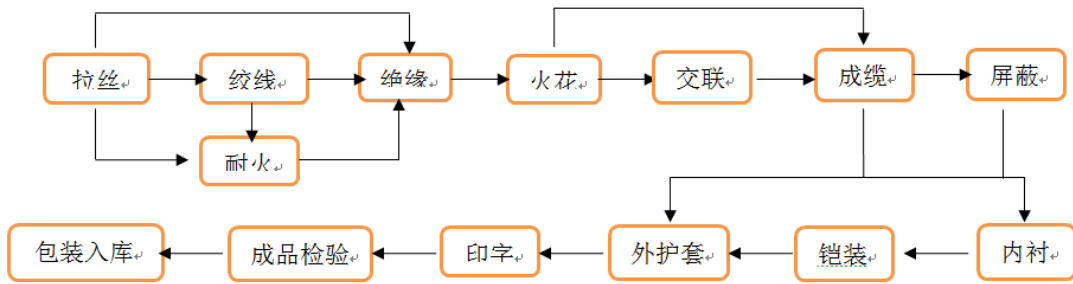 拉丝
绞线
绝缘
火花
交联
成缆
屏蔽
耐火
包装入库
成品检验
印字
外护套
铠装
内衬